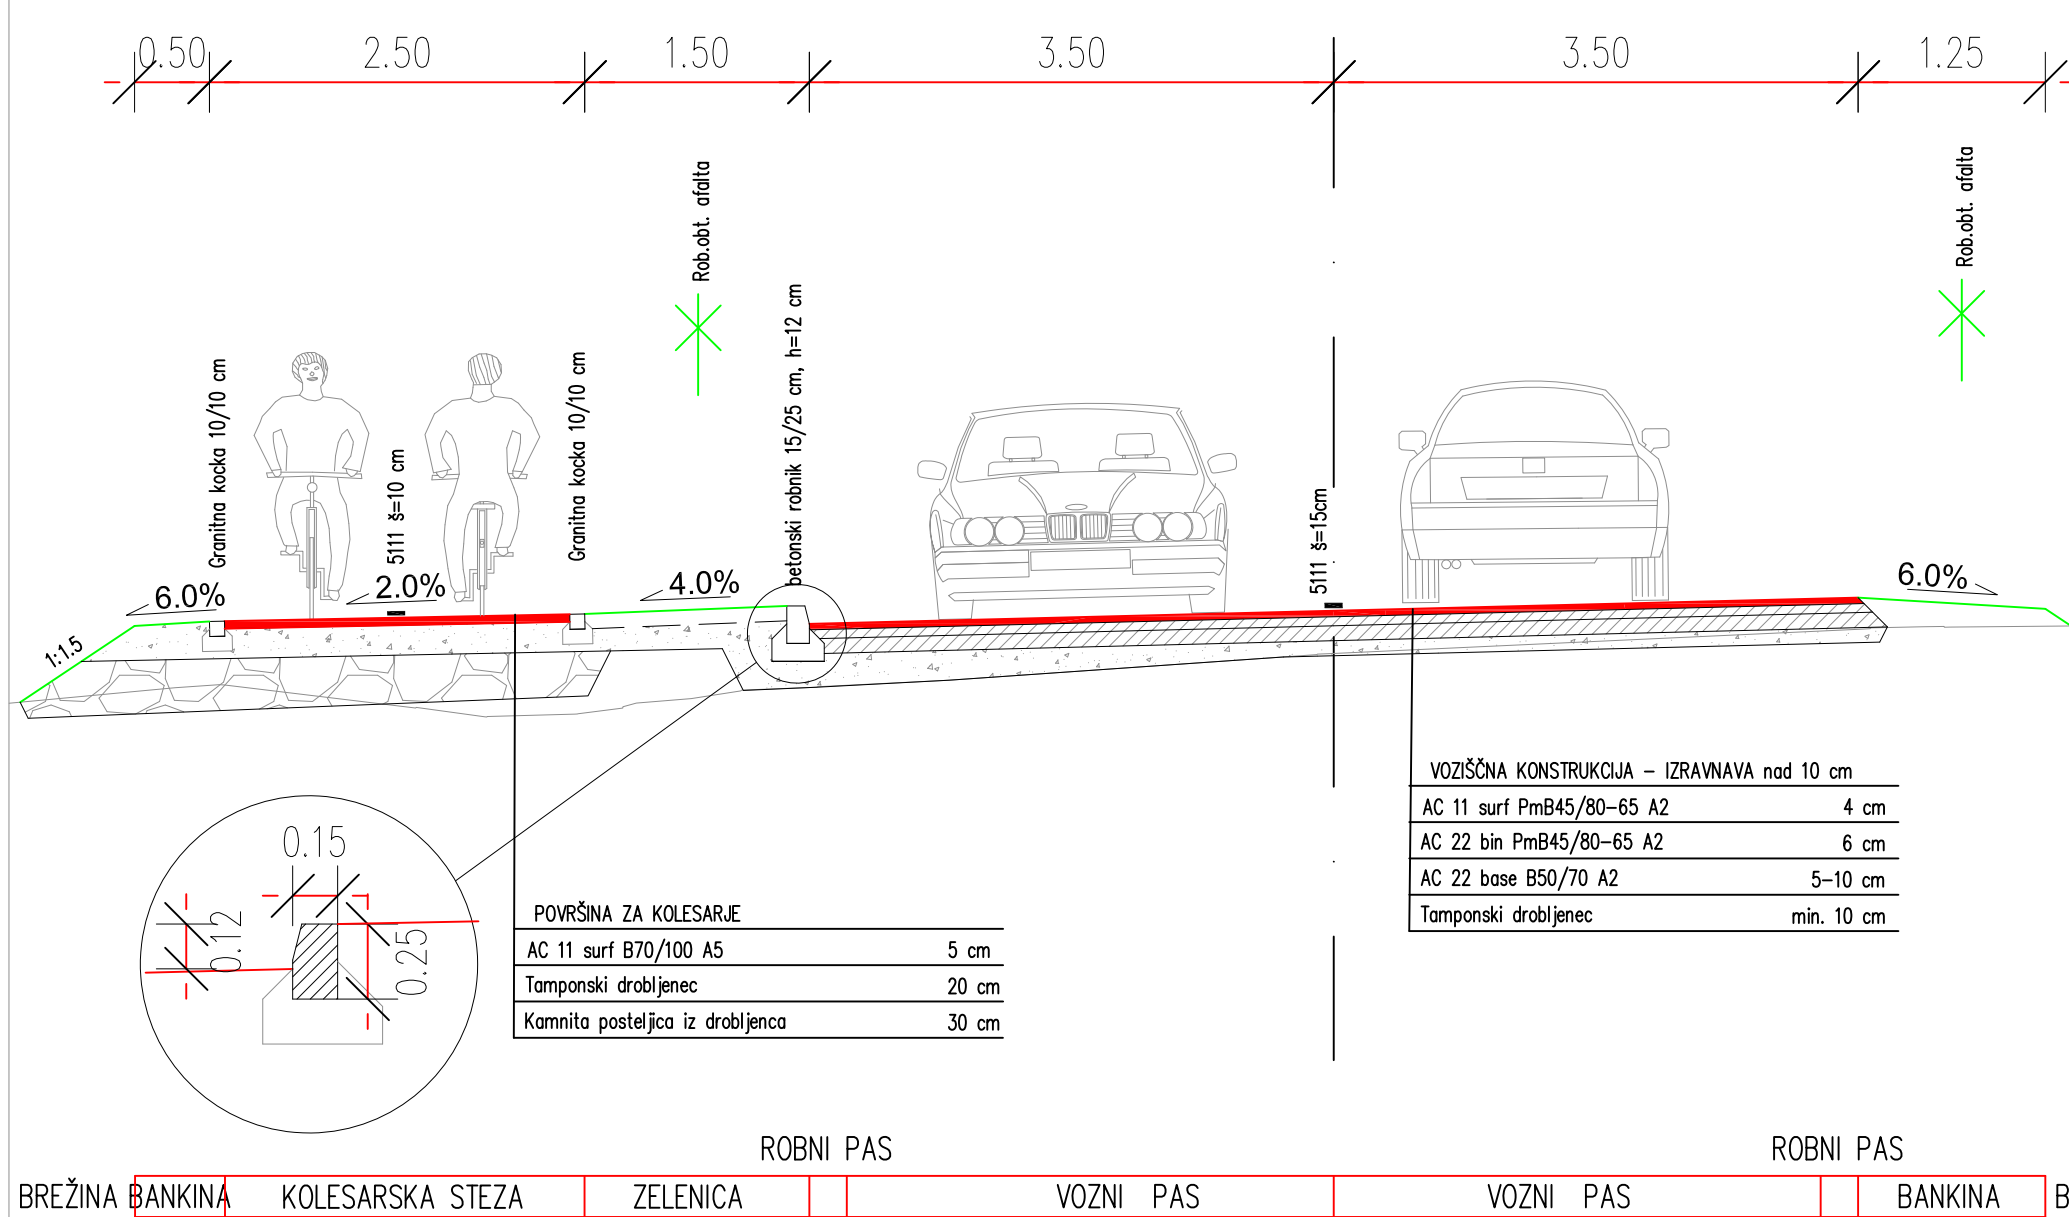 0.50 2.50 1.50 3.50 3.50 1.25
Rob.obt. afalta
Rob.obt. afalta
Granitna kocka 10/10 cm
5111 š=10 cm
Granitna kocka 10/10 cm
betonski robnik 15/25 cm, h=12 cm
5111 š=15cm
6.0% 2.0% 4.0% 6.0%
1:1.5
VOZIŠČNA KONSTRUKCIJA – IZRAVNAVA nad 10 cm
AC 11 surf PmB45/80–65 A2 4 cm
AC 22 bin PmB45/80–65 A2 6 cm
AC 22 base B50/70 A2 5–10 cm
Tamponski drobljenec min. 10 cm
0.15
0.12
0.25
POVRŠINA ZA KOLESARJE
AC 11 surf B70/100 A5 5 cm
Tamponski drobljenec 20 cm
Kamnita posteljica iz drobljenca 30 cm
ROBNI PAS ROBNI PAS
BREŽINA BANKINA KOLESARSKA STEZA ZELENICA VOZNI PAS VOZNI PAS BANKINA B